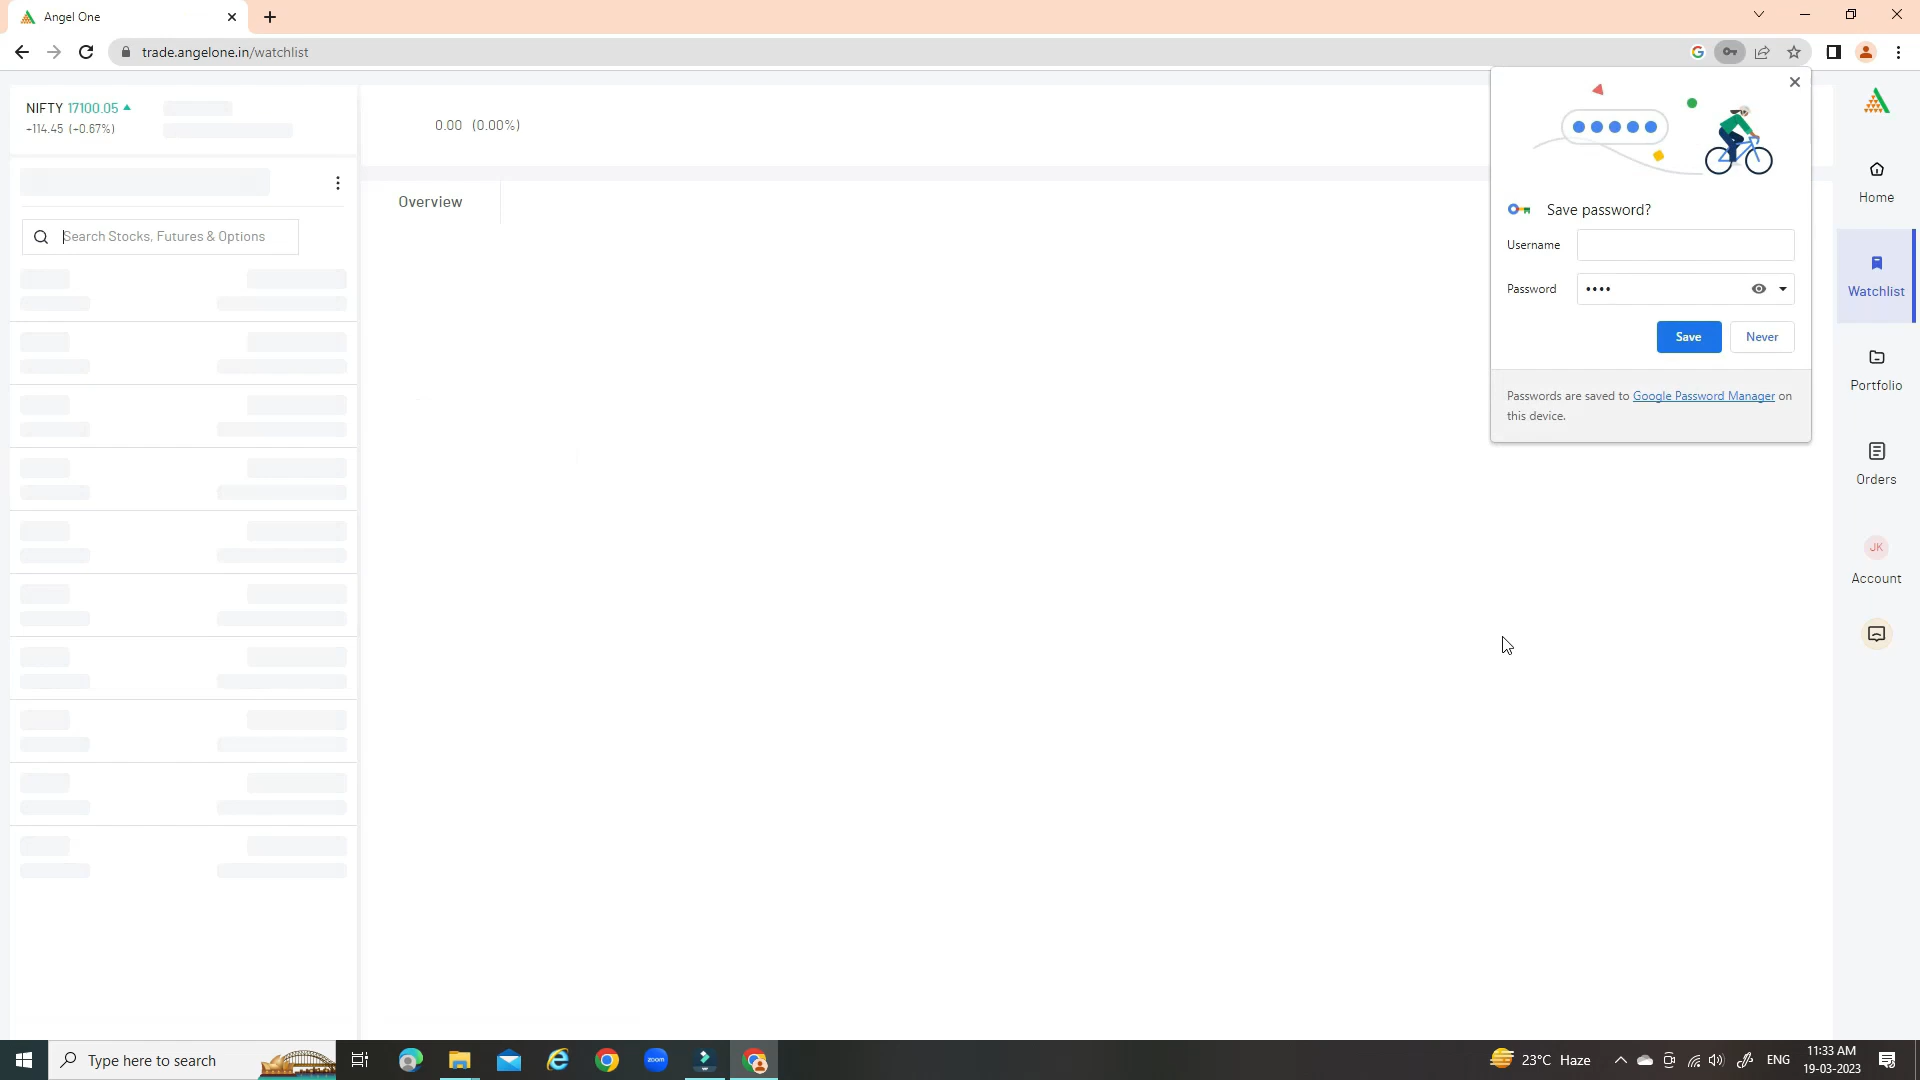 Angel One
trade.angelone.in/watchlist
NIFTY 17100.05
+114.45 (+0.67%)
0.00 (0.00%)
Overview
Search Stocks, Futures & Options
Save password?
Username
Password ••••
Save
Never
Passwords are saved to Google Password Manager on
this device.
Home
Watchlist
Portfolio
Orders
JK
Account
Type here to search
zoom
23°C Haze
ENG
11:33 AM
19-03-2023